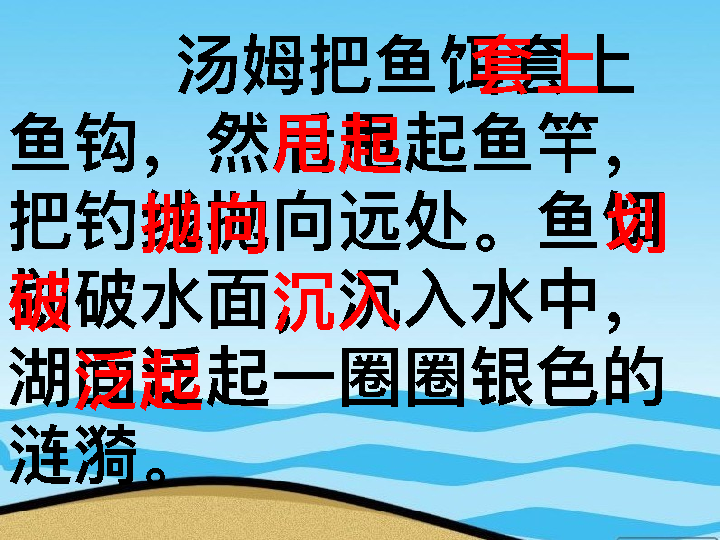 汤姆把鱼饵套上
鱼钩，然后甩起鱼竿，
把钓线抛向远处。鱼饵
划破水面，沉入水中，
湖面泛起一圈圈银色的
涟漪。
套上
甩起
抛向
划
破
沉入
泛起